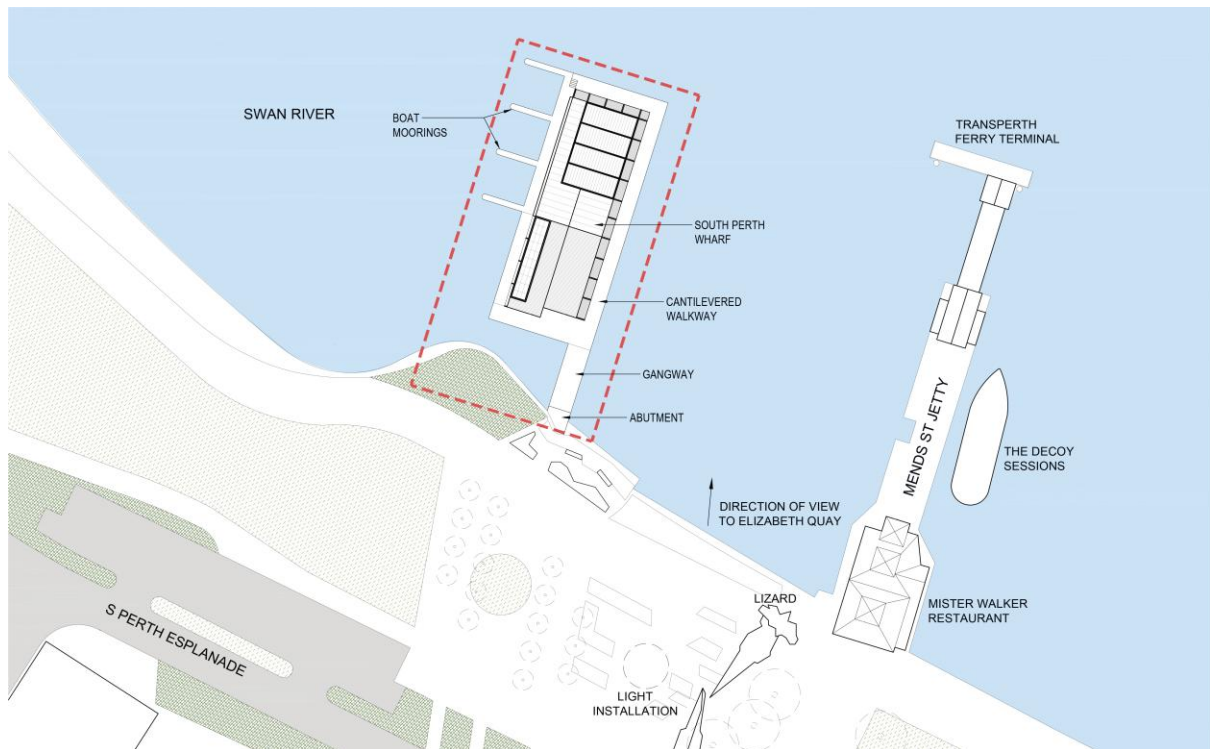 SWAN RIVER
BOAT
MOORINGS
TRANSPERTH
FERRY TERMINAL
SOUTH PERTH
WHARF
CANTILEVERED
WALKWAY
GANGWAY
ABUTMENT
MENDS ST JETTY
THE DECOY
SESSIONS
DIRECTION OF VIEW
TO ELIZABETH QUAY
LIZARD
MISTER WALKER
RESTAURANT
S PERTH ESPLANADE
LIGHT
INSTALLATION